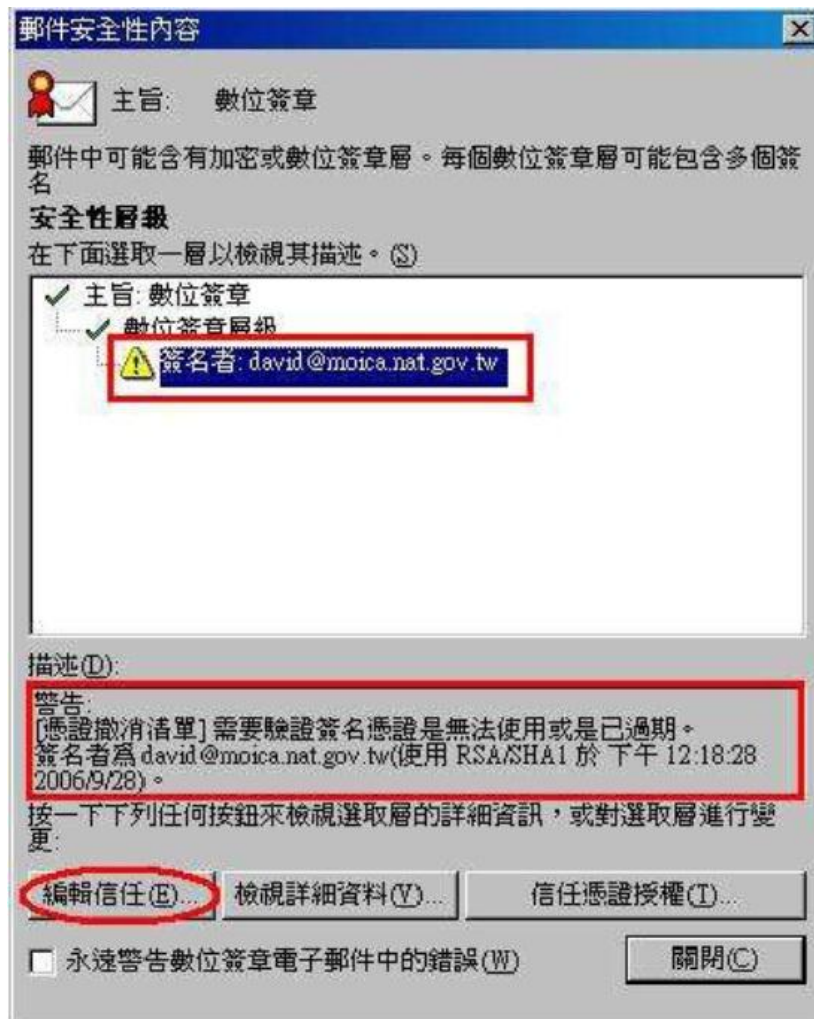 郵件安全性內容
主旨: 數位簽章
郵件中可能含有加密或數位簽章層。每個數位簽章層可能包含多個簽
名
安全性層級
在下面選取一層以檢視其描述。(S)
主旨: 數位簽章
數位簽章層級
簽名者: david@moica.nat.gov.tw
描述(D):
警告:
[憑證撤消清單] 需要驗證簽名憑證是無法使用或是已過期。
簽名者爲 david@moica.nat.gov.tw(使用 RSA/SHA1 於 下午 12:18:28
2006/9/28)。
按一下下列任何按鈕來檢視選取層的詳細資訊，或對選取層進行變
更:
編輯信任(E)... 檢視詳細資料(V)... 信任憑證授權(T)...
永遠警告數位簽章電子郵件中的錯誤(W) 關閉(C)